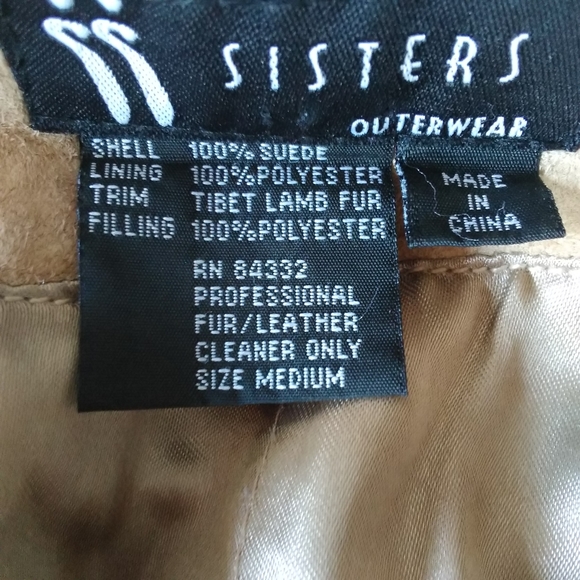 SISTERS
OUTERWEAR
SHELL 100% SUEDE
LINING 100% POLYESTER
TRIM TIBET LAMB FUR
FILLING 100% POLYESTER
RN 84332
PROFESSIONAL
FUR/LEATHER
CLEANER ONLY
SIZE MEDIUM
MADE
IN
CHINA